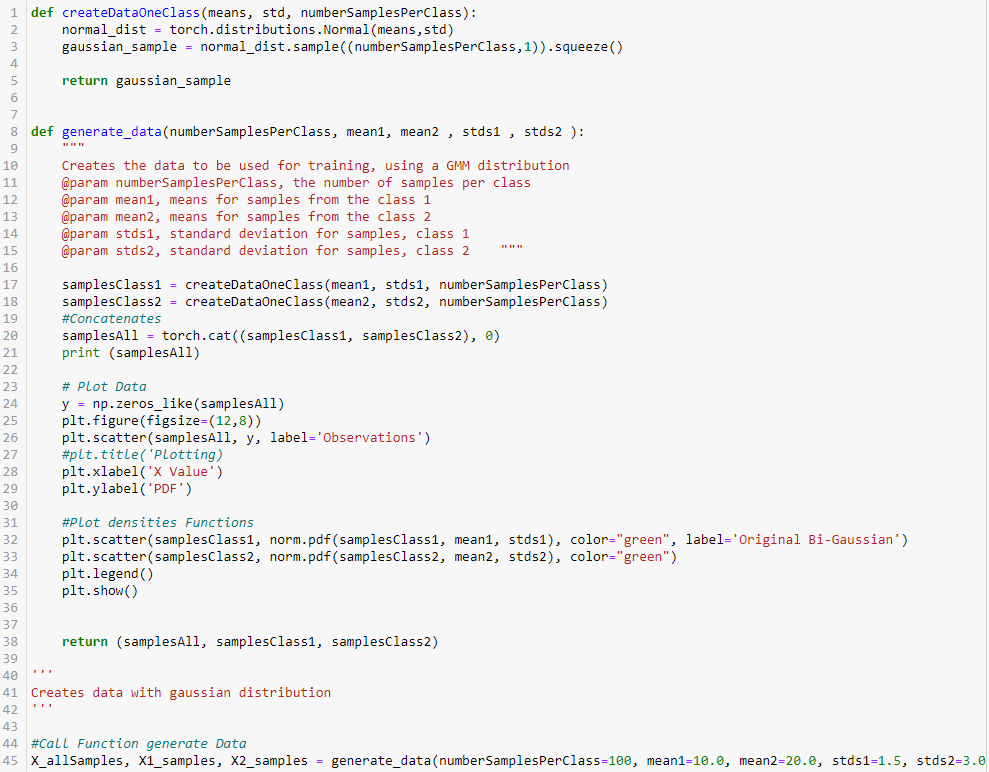 1 def createDataOneClass(means, std, numberSamplesPerClass):
2     normal_dist = torch.distributions.Normal(means,std)
3     gaussian_sample = normal_dist.sample((numberSamplesPerClass,1)).squeeze()
4
5     return gaussian_sample
6
7
8 def generate_data(numberSamplesPerClass, mean1, mean2 , stds1 , stds2 ):
9     """
10     Creates the data to be used for training, using a GMM distribution
11     @param numberSamplesPerClass, the number of samples per class
12     @param mean1, means for samples from the class 1
13     @param mean2, means for samples from the class 2
14     @param stds1, standard deviation for samples, class 1
15     @param stds2, standard deviation for samples, class 2    """
16
17     samplesClass1 = createDataOneClass(mean1, stds1, numberSamplesPerClass)
18     samplesClass2 = createDataOneClass(mean2, stds2, numberSamplesPerClass)
19     #Concatenates
20     samplesAll = torch.cat((samplesClass1, samplesClass2), 0)
21     print (samplesAll)
22
23     # Plot Data
24     y = np.zeros_like(samplesAll)
25     plt.figure(figsize=(12,8))
26     plt.scatter(samplesAll, y, label='Observations')
27     #plt.title('Plotting)
28     plt.xlabel('X Value')
29     plt.ylabel('PDF')
30
31     #Plot densities Functions
32     plt.scatter(samplesClass1, norm.pdf(samplesClass1, mean1, stds1), color="green", label='Original Bi-Gaussian')
33     plt.scatter(samplesClass2, norm.pdf(samplesClass2, mean2, stds2), color="green")
34     plt.legend()
35     plt.show()
36
37
38     return (samplesAll, samplesClass1, samplesClass2)
39
40 '''
41 Creates data with gaussian distribution
42 '''
43
44 #Call Function generate Data
45 X_allSamples, X1_samples, X2_samples = generate_data(numberSamplesPerClass=100, mean1=10.0, mean2=20.0, stds1=1.5, stds2=3.0